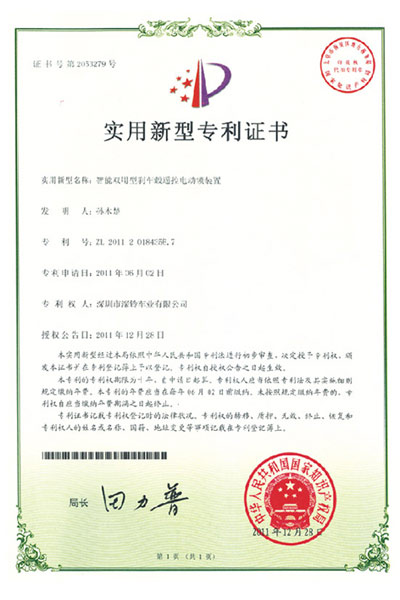 证书号第2053279号
实用新型专利证书
实用新型名称:智能双用型刹车鼓遥控电动锁装置
发 明 人:孙木楚
专 利 号:ZL 2011 2 0184358.7
专利申请日:2011年06月02日
专 利 权 人:深圳市深铃车业有限公司
授权公告日:2011年12月28日
本实用新型经过本局依照中华人民共和国专利法进行初步审查,决定授予专利权,颁
发本证书并在专利登记簿上予以登记。专利权自授权公告之日起生效。
本专利的专利权期限为十年,自申请日起算。专利权人应当依照专利法及其实施细则
规定缴纳年费。本专利的年费应当在每年06月02日前缴纳。未按照规定缴纳年费的,专
利权自应当缴纳年费期满之日起终止。
专利证书记载专利权登记时的法律状况。专利权的转移、质押、无效、终止、恢复和
专利权人的姓名或名称、国籍、地址变更等事项记载在专利登记簿上。
局长 田力普
中华人民共和国国家知识产权局
2011年12月28日
第1页(共1页)